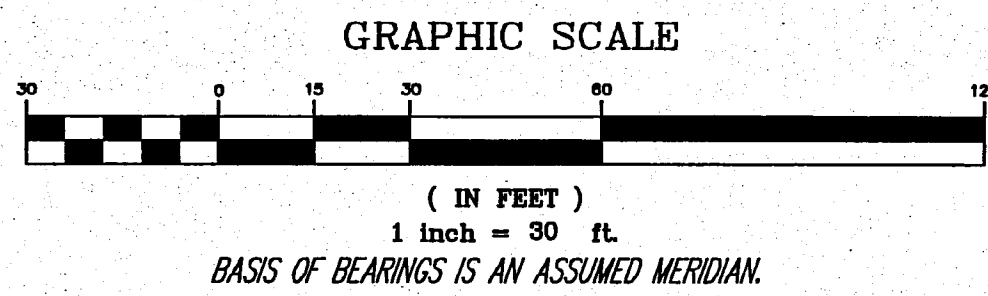 GRAPHIC SCALE
30 0 15 30 60 12
( IN FEET )
1 inch = 30 ft.
BASIS OF BEARINGS IS AN ASSUMED MERIDIAN.